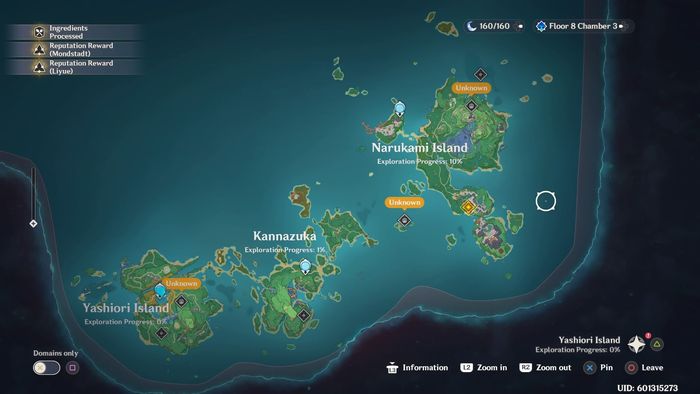 Ingredients
Processed
Reputation Reward
(Mondstadt)
Reputation Reward
(Liyue)
160/160
Floor 8 Chamber 3
Unknown
Narukami Island
Exploration Progress: 10%
Unknown
Kannazuka
Exploration Progress: 1%
Unknown
Yashiori Island
Exploration Progress: 0%
Yashiori Island
Exploration Progress: 0%
Domains only
Information
L2 Zoom in
R2 Zoom out
Pin
Leave
UID: 601315273